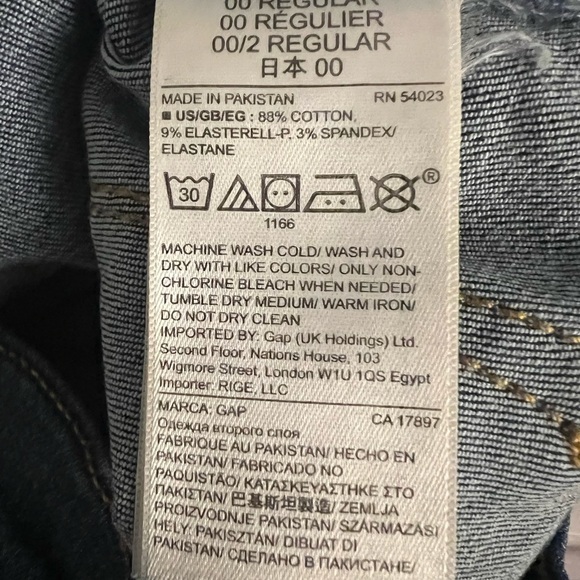 00 REGULAR
00 RÉGULIER
00/2 REGULAR
日本 00
MADE IN PAKISTAN RN 54023
US/GB/EG : 88% COTTON,
9% ELASTERELL-P, 3% SPANDEX/
ELASTANE
30 ®
1166
MACHINE WASH COLD/ WASH AND
DRY WITH LIKE COLORS/ ONLY NON-
CHLORINE BLEACH WHEN NEEDED/
TUMBLE DRY MEDIUM/ WARM IRON/
DO NOT DRY CLEAN
IMPORTED BY: Gap (UK Holdings) Ltd.
Second Floor, Nations House, 103
Wigmore Street, London W1U 1QS Egypt
Importer: RIGE, LLC
MARCA: GAP CA 17897
Одежда второго слоя
FABRIQUE AU PAKISTAN/ HECHO EN
PAKISTAN/ FABRICADO NO
PAQUISTÃO/ ΚΑΤΑΣΚΕΥΑΣΤΗΚΕ ΣΤΟ
ΠΑΚΙΣΤΑΝ/ 巴基斯坦製造/ ZEMLJA
PROIZVODNJE PAKISTAN/ SZÁRMAZÁSI
HELY: PAKISZTÁN/ DIBUAT DI
PAKISTAN/ СДЕЛАНО В ПАКИСТАНЕ/